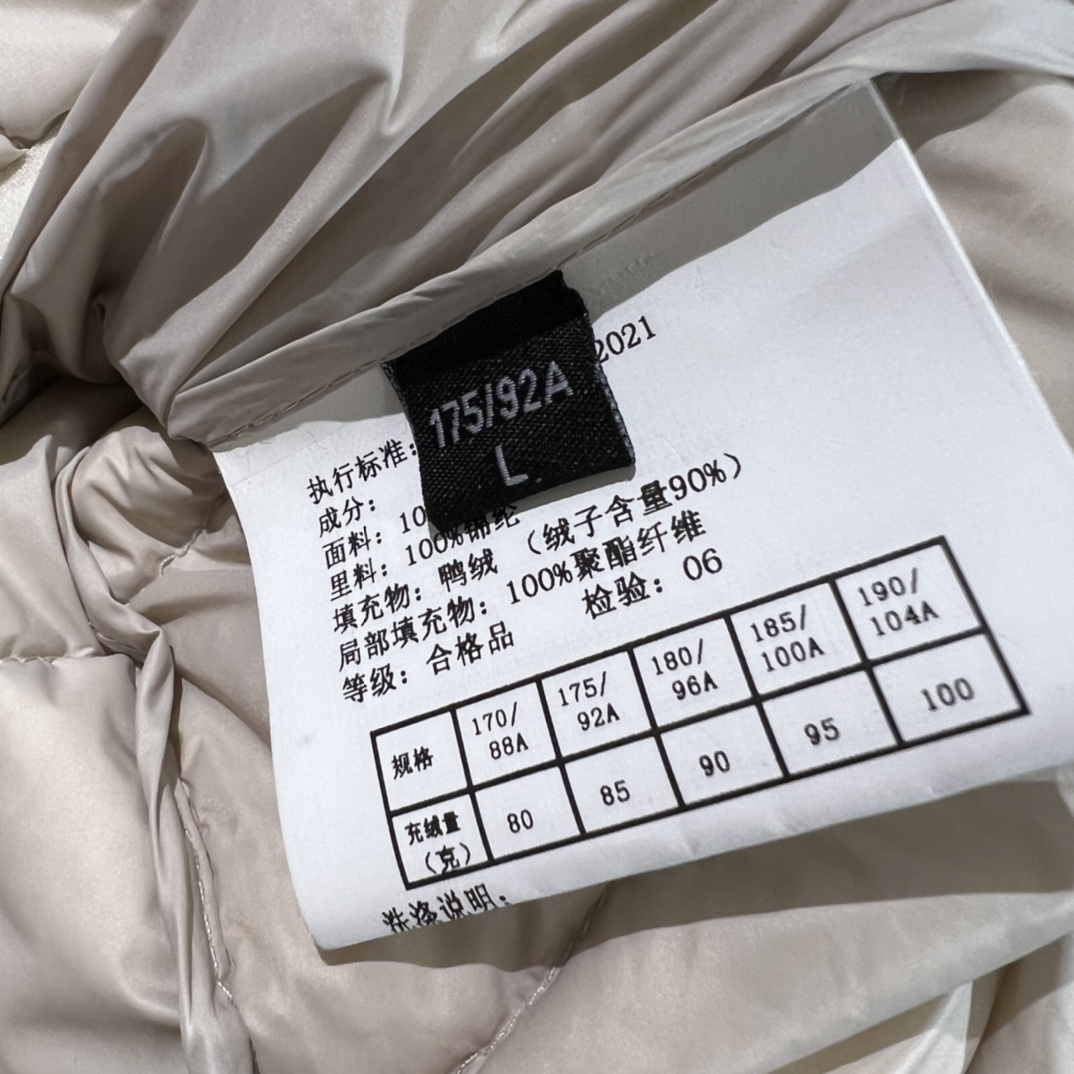 175/92A
L
2021
执行标准:
成分:
面料: 10
里料: 100%锦纶
填充物: 鸭绒 (绒子含量90%)
局部填充物: 100%聚酯纤维
等级: 合格品 检验: 06
规格 170/88A 175/92A 180/96A 185/100A 190/104A
充绒量(克) 80 85 90 95 100
洗涤说明: